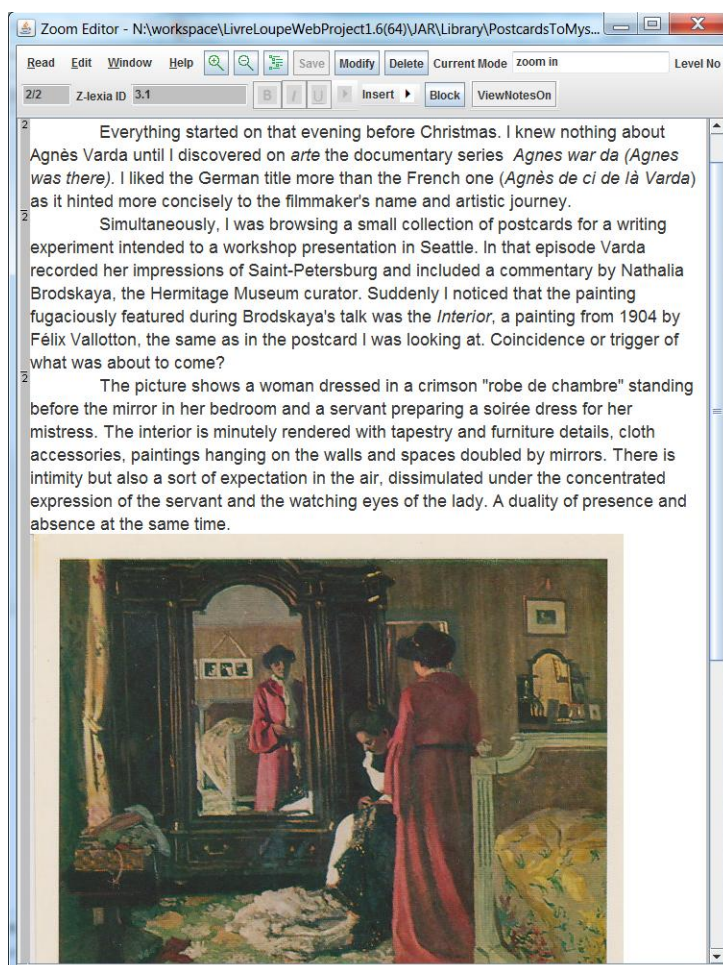 Zoom Editor - N:\workspace\LivreLoupeWebProject1.6(64)\JAR\Library\PostcardsToMys...
Read Edit Window Help Save Modify Delete Current Mode zoom in Level No
2/2 Z-lexia ID 3.1 B I U Insert Block ViewNotesOn
2 Everything started on that evening before Christmas. I knew nothing about
Agnès Varda until I discovered on arte the documentary series Agnes war da (Agnes
was there). I liked the German title more than the French one (Agnès de ci de là Varda)
as it hinted more concisely to the filmmaker's name and artistic journey.
2 Simultaneously, I was browsing a small collection of postcards for a writing
experiment intended to a workshop presentation in Seattle. In that episode Varda
recorded her impressions of Saint-Petersburg and included a commentary by Nathalia
Brodskaya, the Hermitage Museum curator. Suddenly I noticed that the painting
fugaciously featured during Brodskaya's talk was the Interior, a painting from 1904 by
Félix Vallotton, the same as in the postcard I was looking at. Coincidence or trigger of
what was about to come?
2 The picture shows a woman dressed in a crimson "robe de chambre" standing
before the mirror in her bedroom and a servant preparing a soirée dress for her
mistress. The interior is minutely rendered with tapestry and furniture details, cloth
accessories, paintings hanging on the walls and spaces doubled by mirrors. There is
intimity but also a sort of expectation in the air, dissimulated under the concentrated
expression of the servant and the watching eyes of the lady. A duality of presence and
absence at the same time.